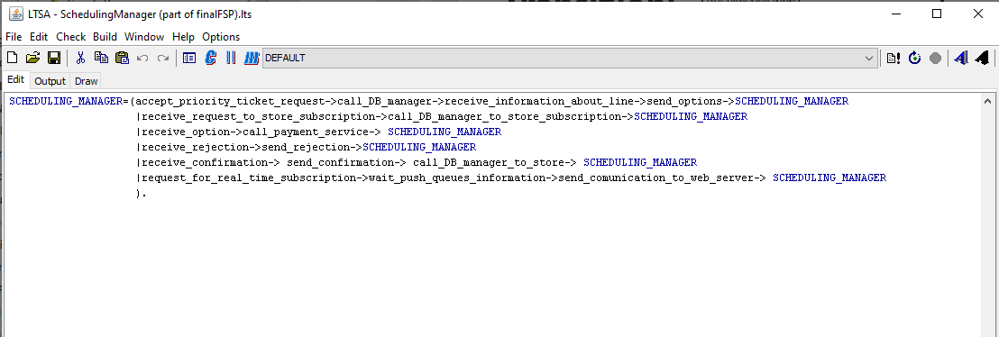 LTSA - SchedulingManager (part of finalFSP).lts
File Edit Check Build Window Help Options
DEFAULT
Edit Output Draw
SCHEDULING_MANAGER=(accept_priority_ticket_request->call_DB_manager->receive_information_about_line->send_options->SCHEDULING_MANAGER
|receive_request_to_store_subscription->call_DB_manager_to_store_subscription->SCHEDULING_MANAGER
|receive_option->call_payment_service-> SCHEDULING_MANAGER
|receive_rejection->send_rejection->SCHEDULING_MANAGER
|receive_confirmation-> send_confirmation-> call_DB_manager_to_store-> SCHEDULING_MANAGER
|request_for_real_time_subscription->wait_push_queues_information->send_comunication_to_web_server-> SCHEDULING_MANAGER
).